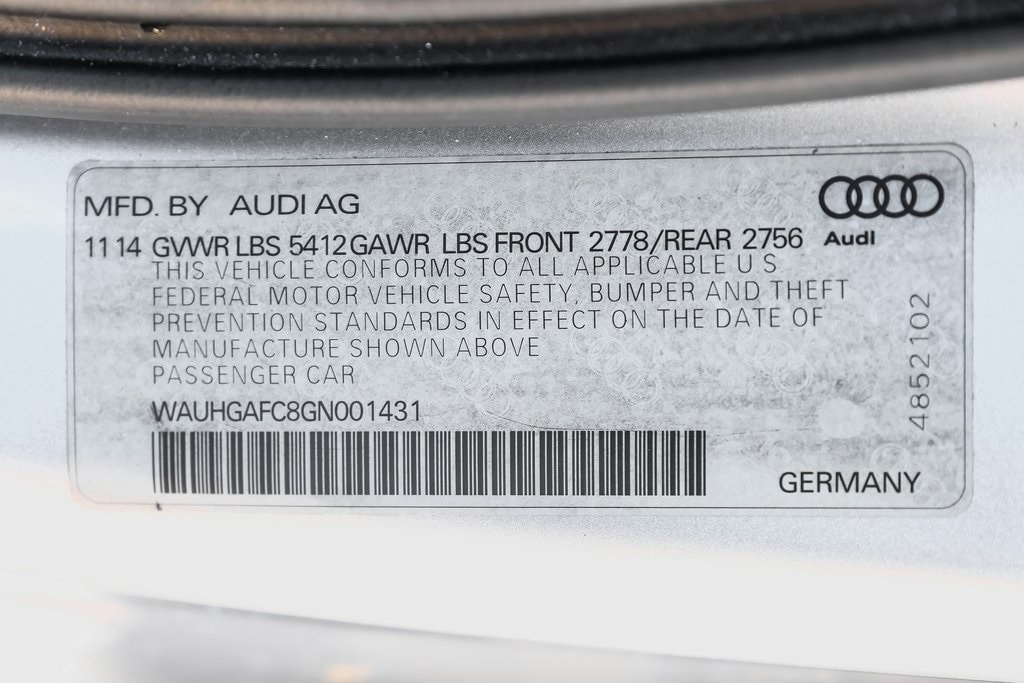 MFD. BY AUDI AG
11 14 GVWR LBS 5412 GAWR LBS FRONT 2778/REAR 2756
Audi
THIS VEHICLE CONFORMS TO ALL APPLICABLE U S
FEDERAL MOTOR VEHICLE SAFETY, BUMPER AND THEFT
PREVENTION STANDARDS IN EFFECT ON THE DATE OF
MANUFACTURE SHOWN ABOVE
PASSENGER CAR
WAUHGAFC8GN001431
GERMANY
4852102